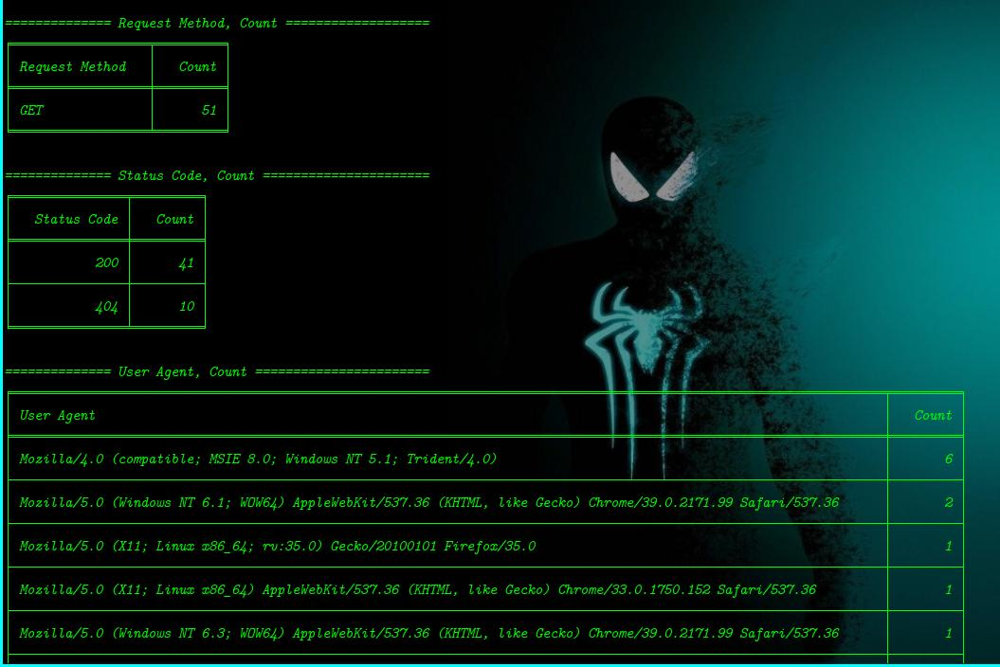 ============== Request Method, Count ===================
Request Method Count
GET 51
============== Status Code, Count ======================
Status Code Count
200 41
404 10
============== User Agent, Count =======================
User Agent Count
Mozilla/4.0 (compatible; MSIE 8.0; Windows NT 5.1; Trident/4.0) 6
Mozilla/5.0 (Windows NT 6.1; WOW64) AppleWebKit/537.36 (KHTML, like Gecko) Chrome/39.0.2171.99 Safari/537.36 2
Mozilla/5.0 (X11; Linux x86_64; rv:35.0) Gecko/20100101 Firefox/35.0 1
Mozilla/5.0 (X11; Linux x86_64) AppleWebKit/537.36 (KHTML, like Gecko) Chrome/33.0.1750.152 Safari/537.36 1
Mozilla/5.0 (Windows NT 6.3; WOW64) AppleWebKit/537.36 (KHTML, like Gecko) Chrome/39.0.2171.99 Safari/537.36 1